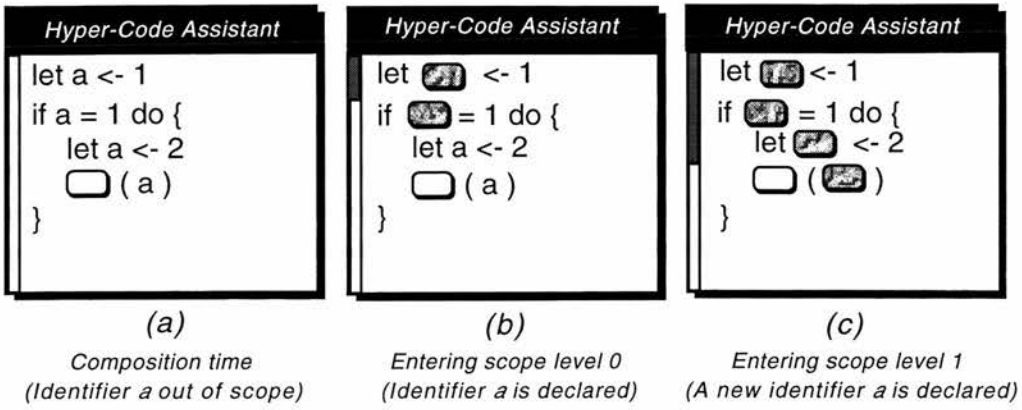 Hyper-Code Assistant
let a <- 1
if a = 1 do {
let a <- 2
( a )
}
(a)
Composition time
(Identifier a out of scope)
Hyper-Code Assistant
let <- 1
if = 1 do {
let a <- 2
( a )
}
(b)
Entering scope level 0
(Identifier a is declared)
Hyper-Code Assistant
let <- 1
if = 1 do {
let <- 2
( )
}
(c)
Entering scope level 1
(A new identifier a is declared)